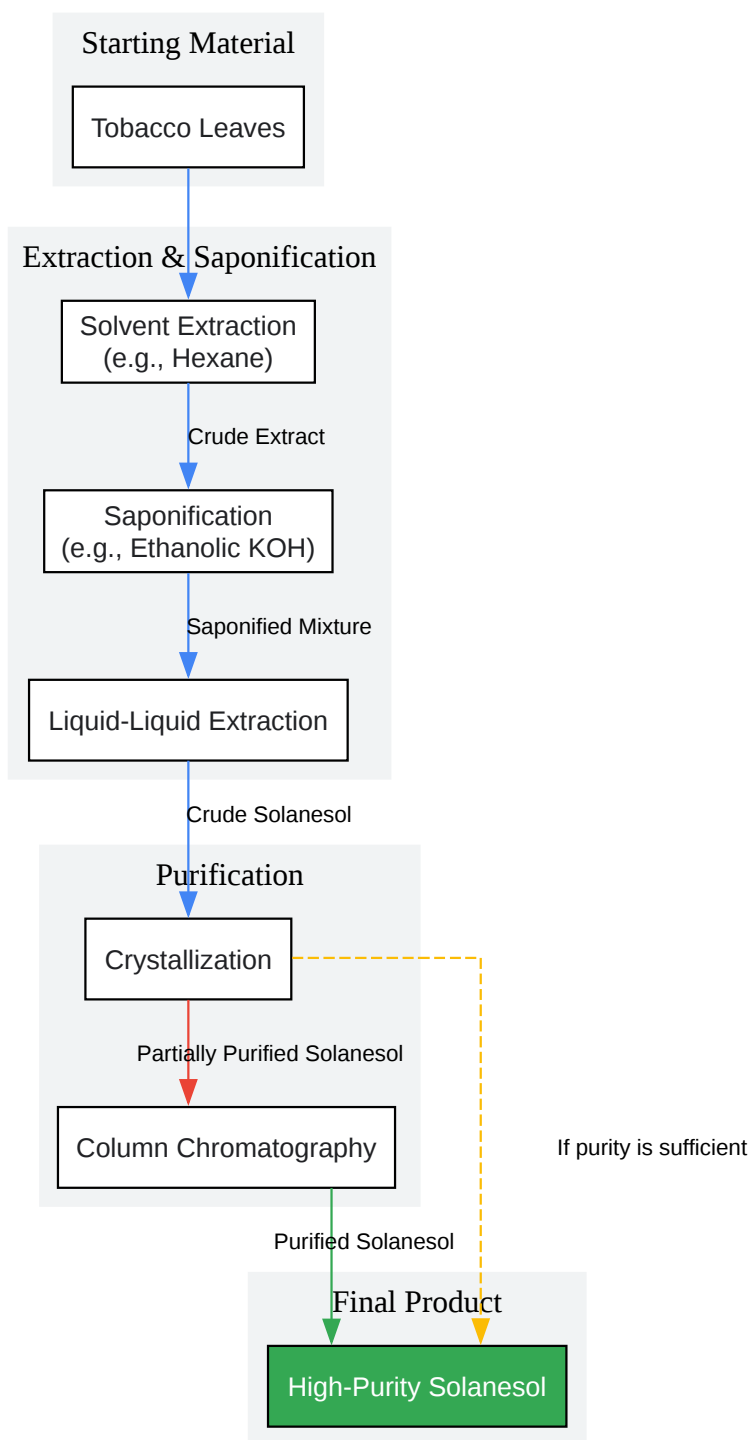 Starting Material
Tobacco Leaves
Extraction & Saponification
Solvent Extraction
(e.g., Hexane)
Crude Extract
Saponification
(e.g., Ethanolic KOH)
Saponified Mixture
Liquid-Liquid Extraction
Crude Solanesol
Purification
Crystallization
Partially Purified Solanesol
Column Chromatography
If purity is sufficient
Purified Solanesol
Final Product
High-Purity Solanesol